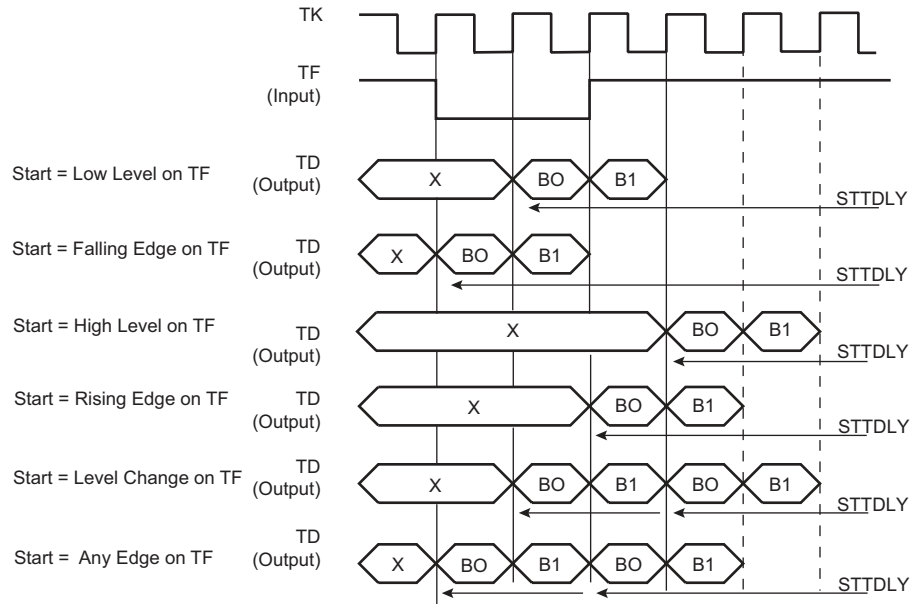 TK
TF
(Input)
Start = Low Level on TF
TD
(Output)
X
BO
B1
STTDLY
Start = Falling Edge on TF
TD
(Output)
X
BO
B1
STTDLY
Start = High Level on TF
TD
(Output)
X
BO
B1
STTDLY
Start = Rising Edge on TF
TD
(Output)
X
BO
B1
STTDLY
Start = Level Change on TF
TD
(Output)
X
BO
B1
BO
B1
STTDLY
Start = Any Edge on TF
TD
(Output)
X
BO
B1
BO
B1
STTDLY